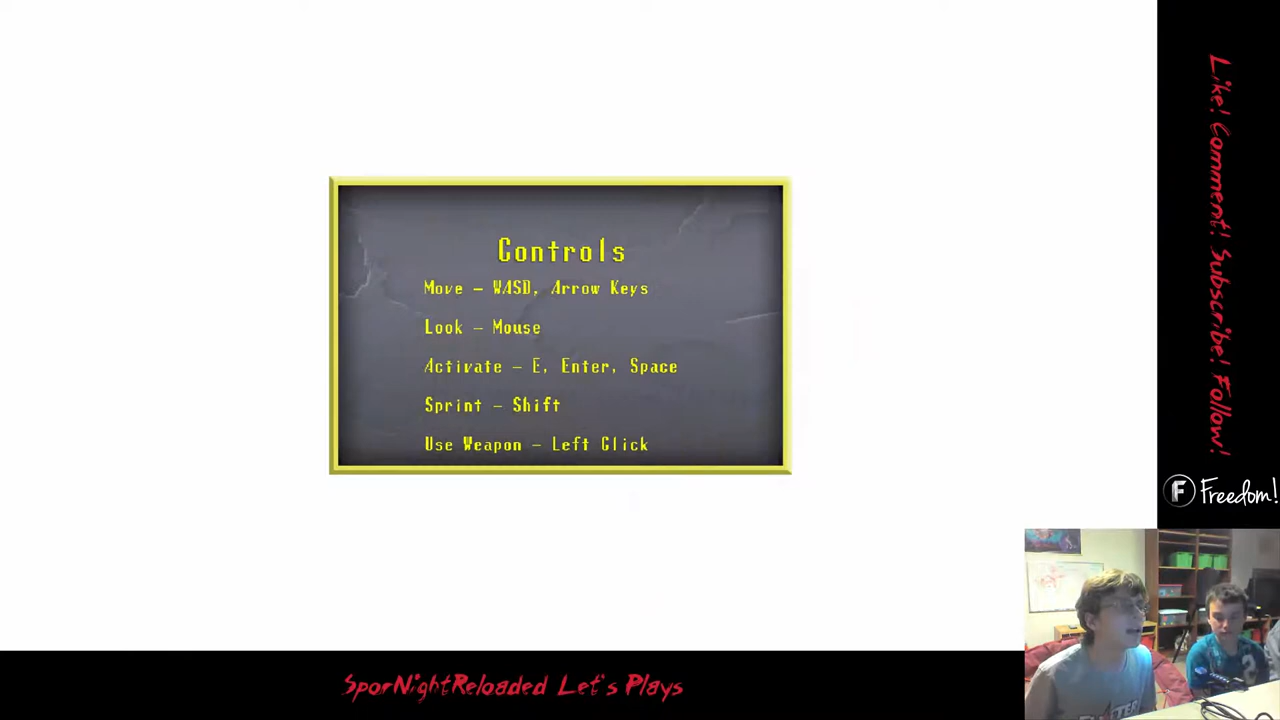 Controls
Move - WASD, Arrow Keys
Look - Mouse
Activate - E, Enter, Space
Sprint - Shift
Use Weapon - Left Click
Like! Comment! Subscribe! Follow!
F Freedom!
SporNightReloaded Let's Plays